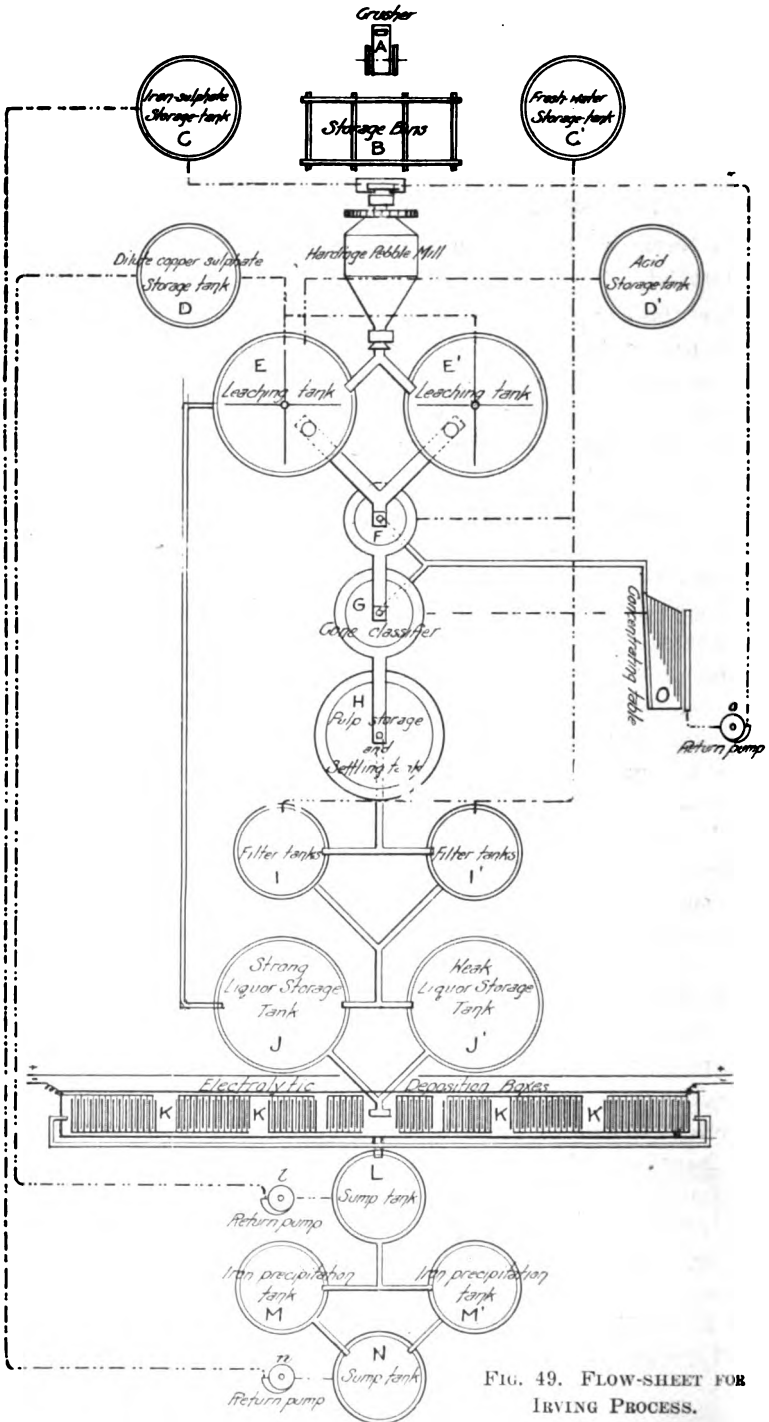 Crusher
A
Iron-sulphate
Storage-tank
C
Storage Bins
B
Fresh-water
Storage-tank
C'
Dilute copper sulphate
Storage tank
D
Hardinge Pebble Mill
Acid
Storage-tank
D'
E
Leaching tank
E'
Leaching tank
F
G
Cone classifier
Concentrating table
O
o
Return pump
H
Pulp storage
and
Settling tank
Filter tanks
I
Filter tanks
I'
Strong
Liquor Storage
Tank
J
Weak
Liquor Storage
Tank
J'
+
Electrolytic Deposition Boxes
+
K K K K
L
Sump tank
l
Return pump
Iron precipitation
tank
M
Iron precipitation
tank
M'
N
Sump tank
n
Return pump
FIG. 49. FLOW-SHEET FOR
IRVING PROCESS.